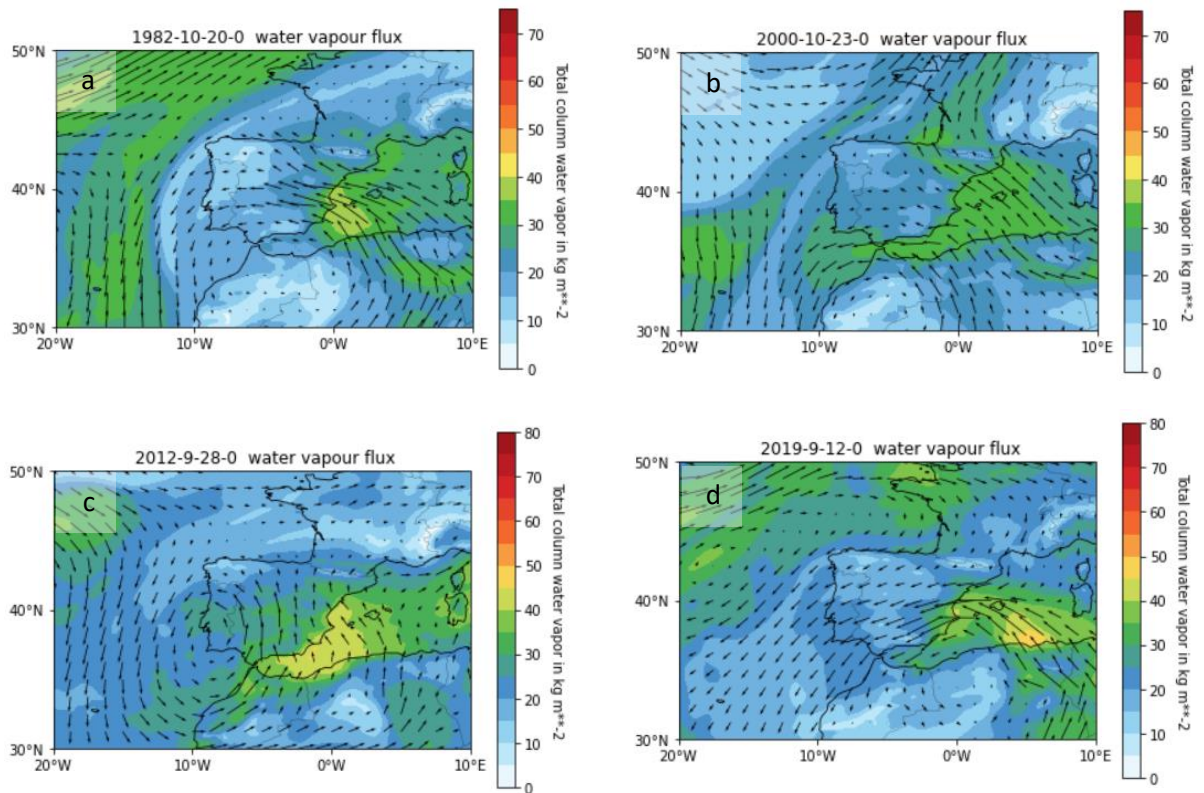 1982-10-20-0 water vapour flux
a
50°N
40°N
30°N
20°W
10°W
0°W
10°E
70
60
50
40
30
20
10
0
Total column water vapor in kg m**-2
2000-10-23-0 water vapour flux
b
50°N
40°N
30°N
20°W
10°W
0°W
10°E
70
60
50
40
30
20
10
0
Total column water vapor in kg m**-2
2012-9-28-0 water vapour flux
c
50°N
40°N
30°N
20°W
10°W
0°W
10°E
80
70
60
50
40
30
20
10
0
Total column water vapor in kg m**-2
2019-9-12-0 water vapour flux
d
50°N
40°N
30°N
20°W
10°W
0°W
10°E
80
70
60
50
40
30
20
10
0
Total column water vapor in kg m**-2